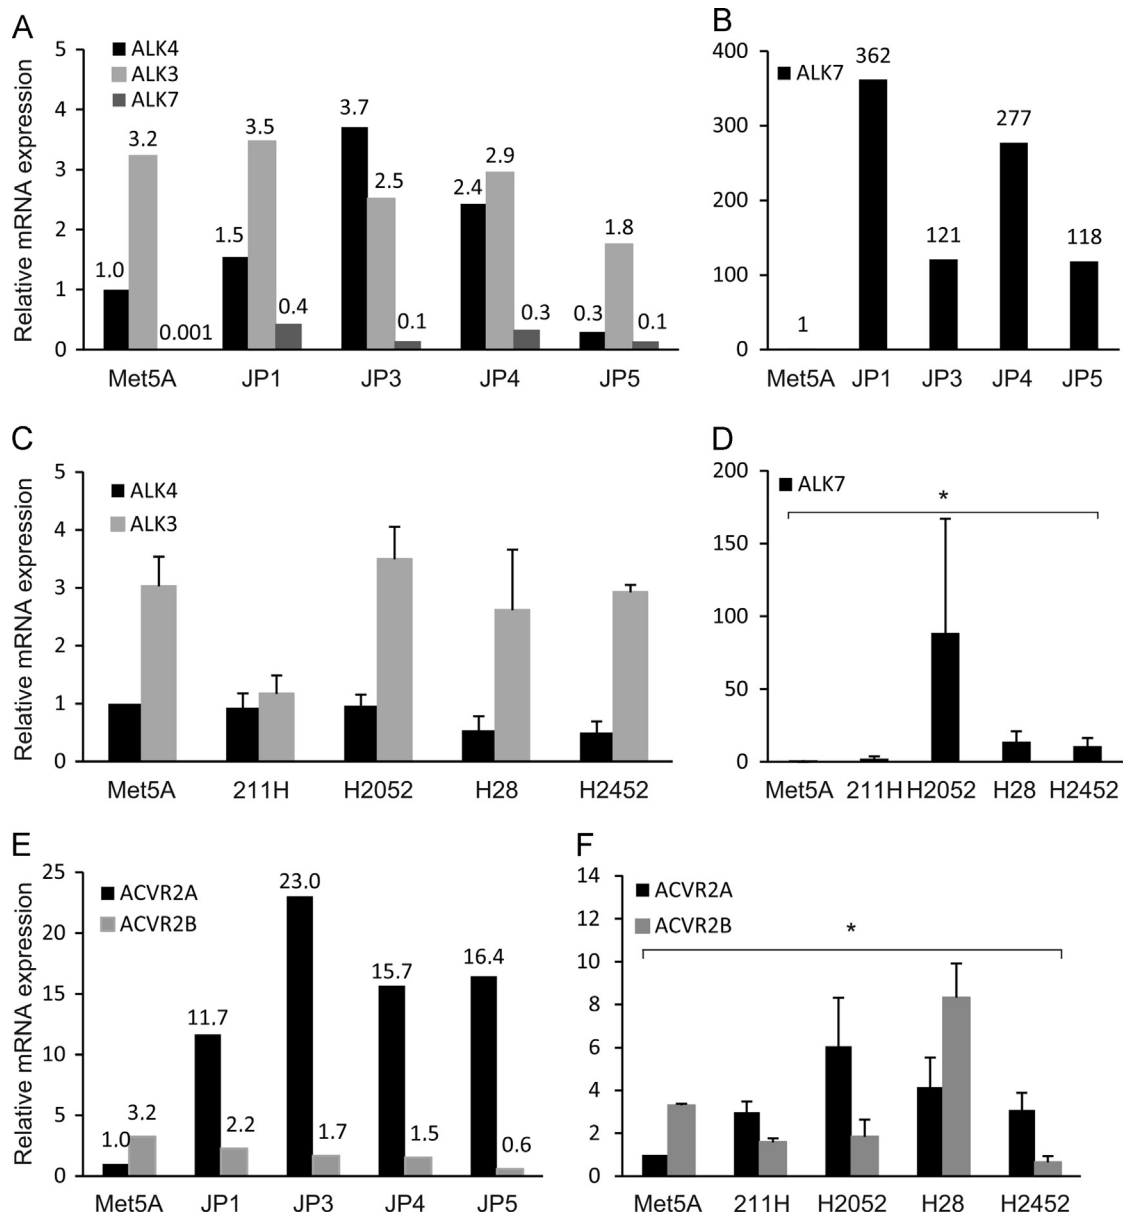 A
Relative mRNA expression
5
4
3
2
1
0
ALK4
ALK3
ALK7
1.0 3.2 0.001
1.5 3.5 0.4
3.7 2.5 0.1
2.4 2.9 0.3
0.3 1.8 0.1
Met5A JP1 JP3 JP4 JP5
B
400
300
200
100
0
ALK7
1 362 121 277 118
Met5A JP1 JP3 JP4 JP5
C
Relative mRNA expression
5
4
3
2
1
0
ALK4
ALK3
Met5A 211H H2052 H28 H2452
D
200
150
100
50
0
ALK7
*
Met5A 211H H2052 H28 H2452
E
Relative mRNA expression
25
20
15
10
5
0
ACVR2A
ACVR2B
1.0 3.2
11.7 2.2
23.0 1.7
15.7 1.5
16.4 0.6
Met5A JP1 JP3 JP4 JP5
F
14
12
10
8
6
4
2
0
ACVR2A
ACVR2B
*
Met5A 211H H2052 H28 H2452